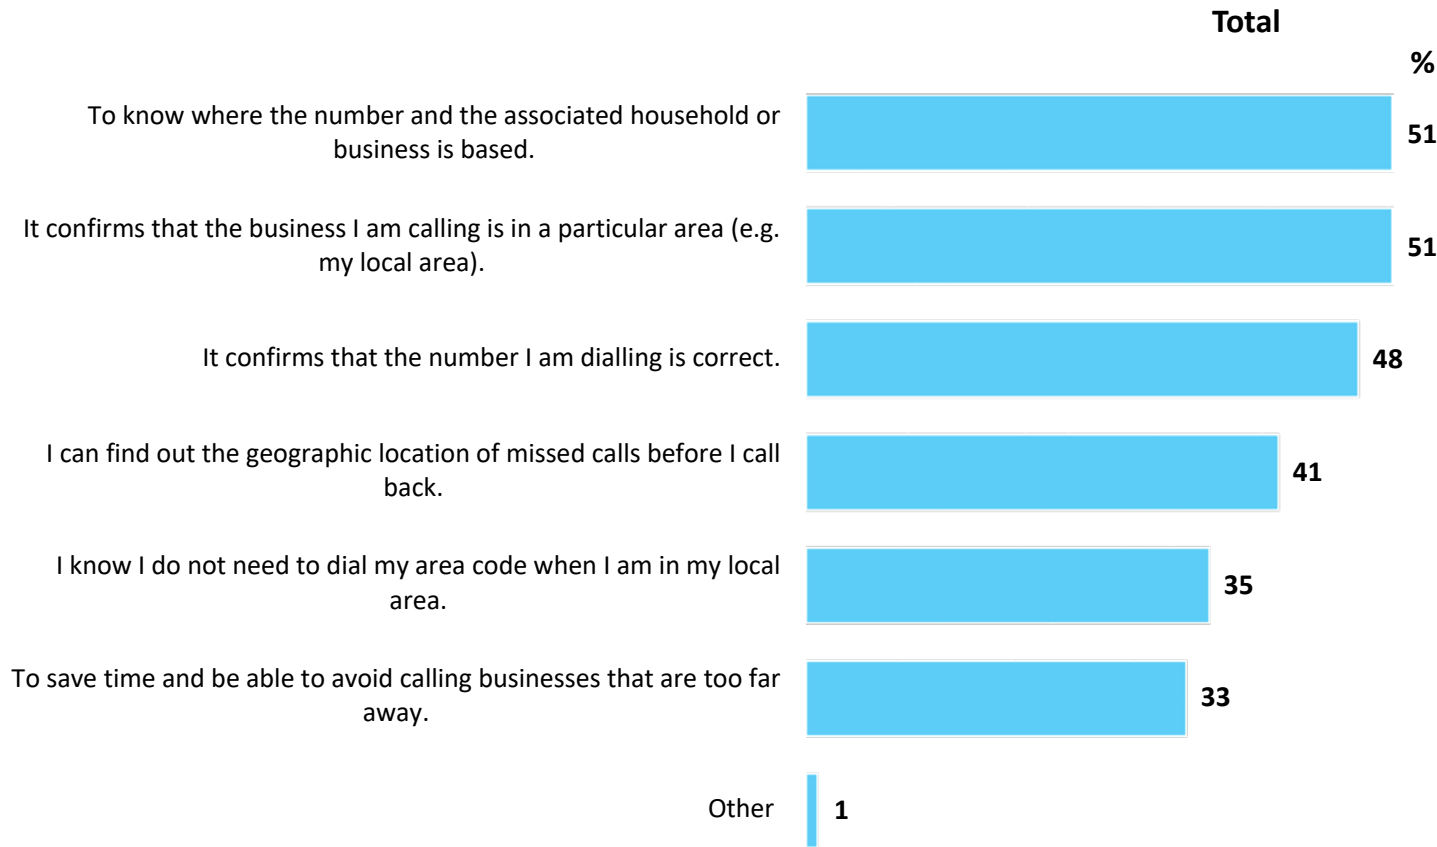 Total
%
To know where the number and the associated household or
business is based.
51
It confirms that the business I am calling is in a particular area (e.g.
my local area).
51
It confirms that the number I am dialling is correct.
48
I can find out the geographic location of missed calls before I call
back.
41
I know I do not need to dial my area code when I am in my local
area.
35
To save time and be able to avoid calling businesses that are too far
away.
33
Other
1